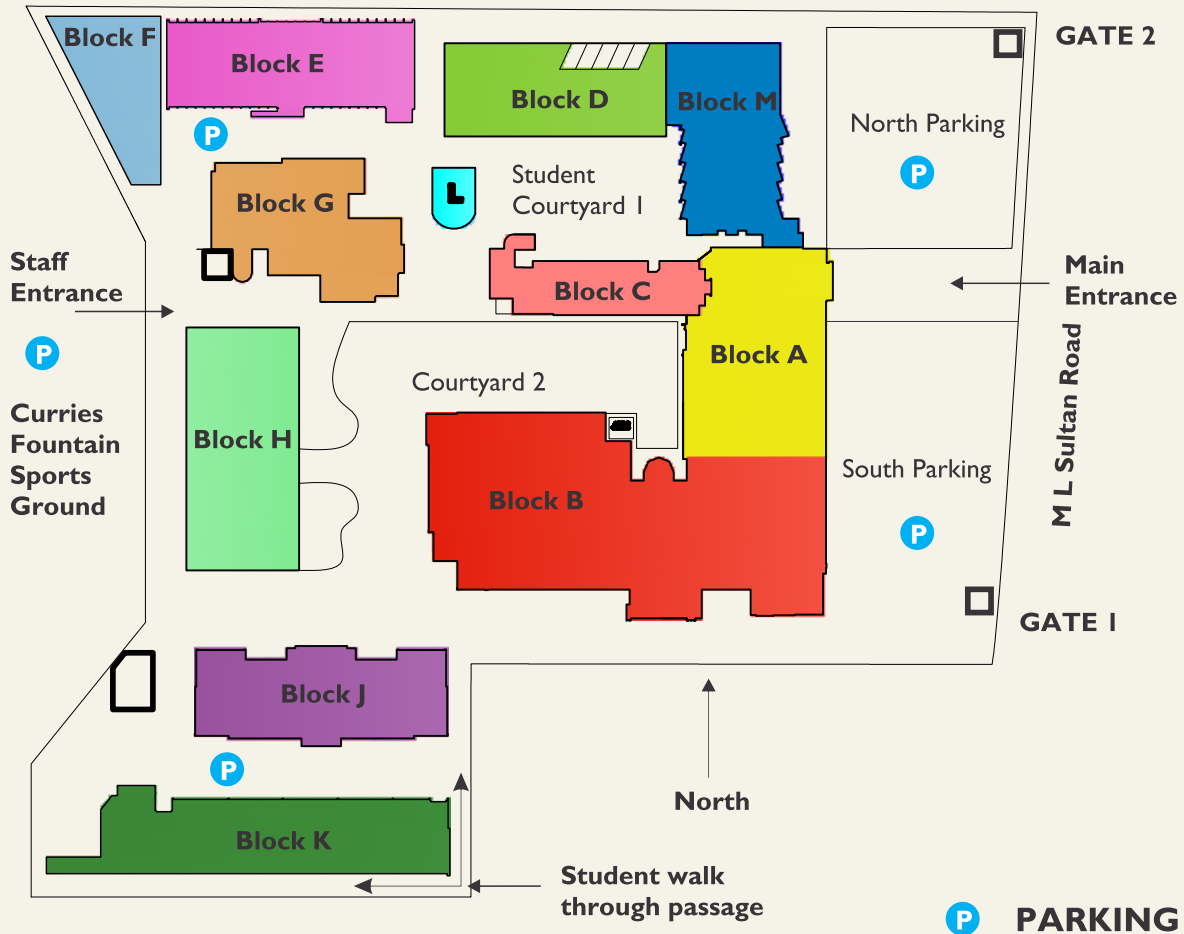 Block F
Block E
P
Block D
Block M
GATE 2
North Parking
P
Block G
L
Student
Courtyard 1
Staff
Entrance
P
Curries
Fountain
Sports
Ground
Block C
Main
Entrance
Block A
M L Sultan Road
Courtyard 2
Block H
Block B
South Parking
P
GATE 1
Block J
P
Block K
North
Student walk
through passage
P PARKING